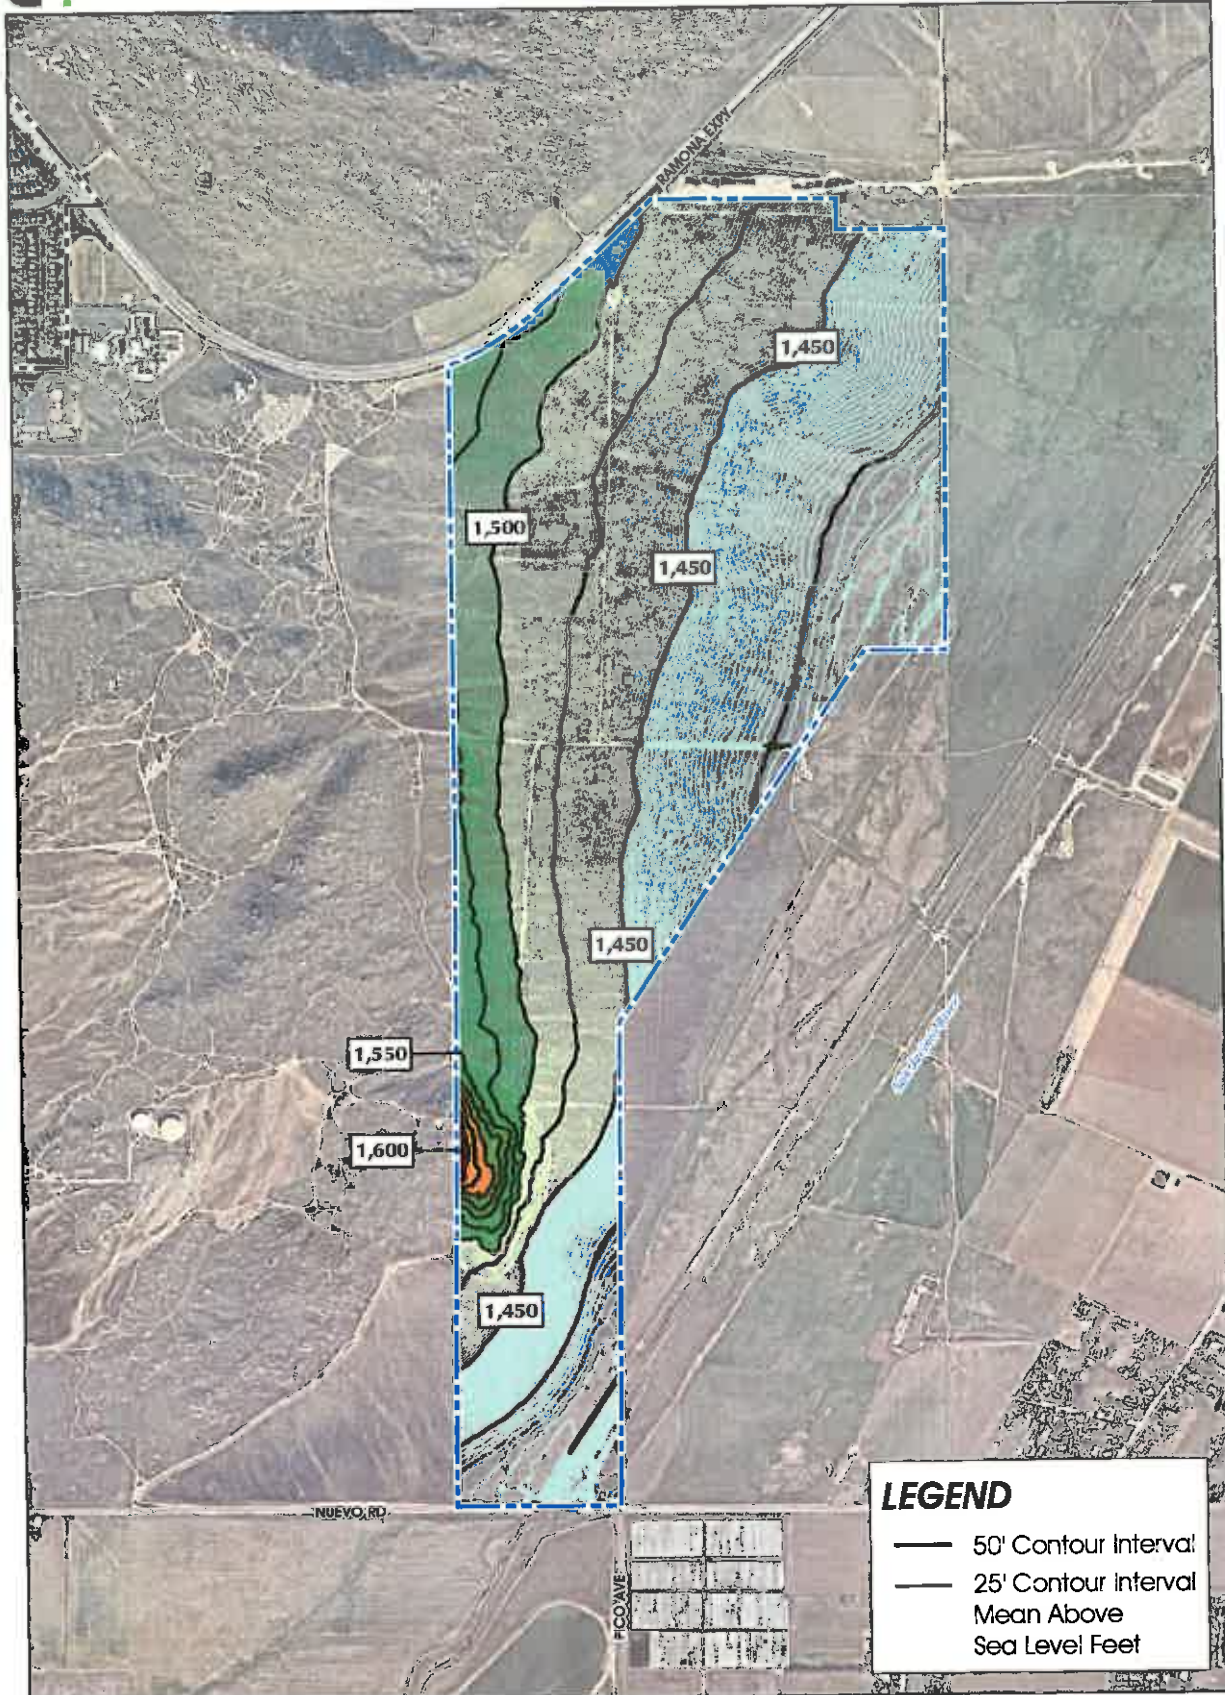 RAMONA EXPY
1,450
1,500
1,450
1,450
1,550
1,600
1,450
NUEVO RD
PICO AVE
LEGEND
50' Contour Interval
25' Contour Interval
Mean Above
Sea Level Feet